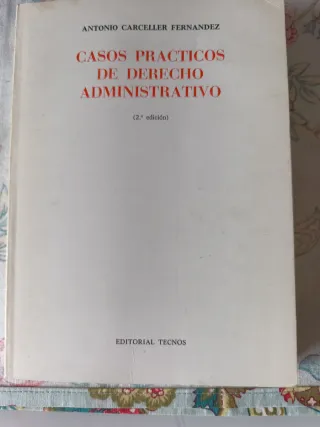 ANTONIO CARCELLER FERNANDEZ
CASOS PRACTICOS
DE DERECHO
ADMINISTRATIVO
(2.ª edición)
EDITORIAL TECNOS